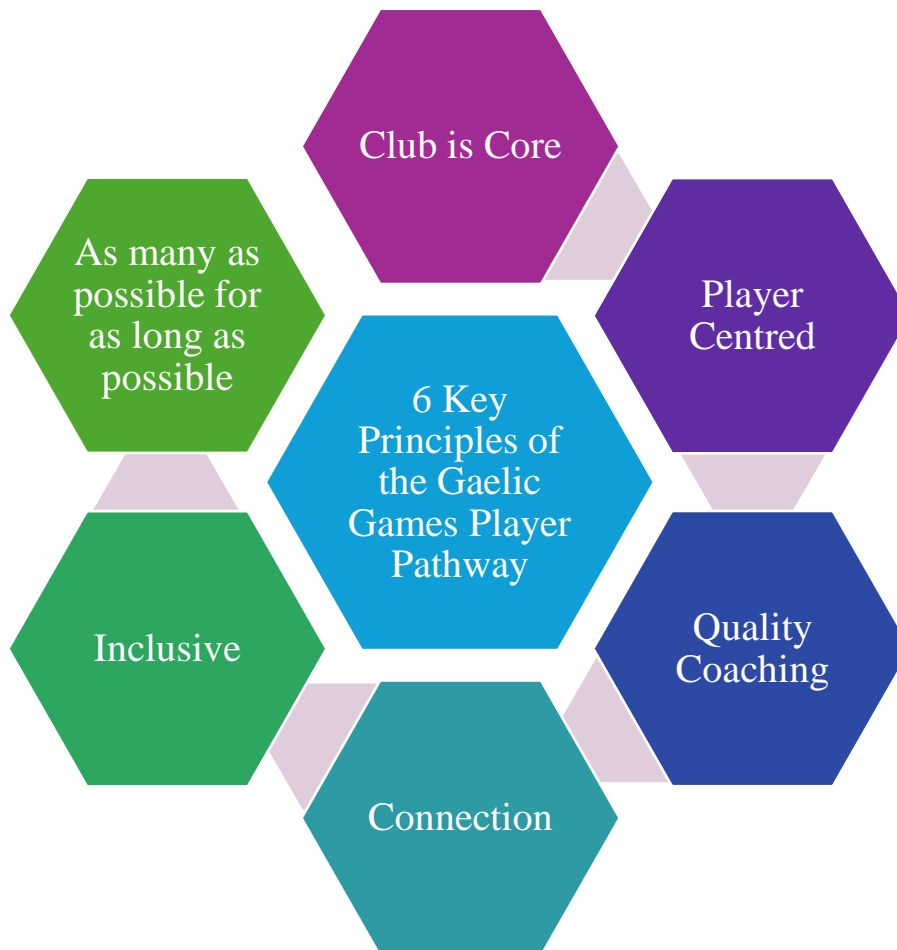 Club is Core
Player
Centred
Quality
Coaching
Connection
Inclusive
As many as
possible for
as long as
possible
6 Key
Principles of
the Gaelic
Games Player
Pathway